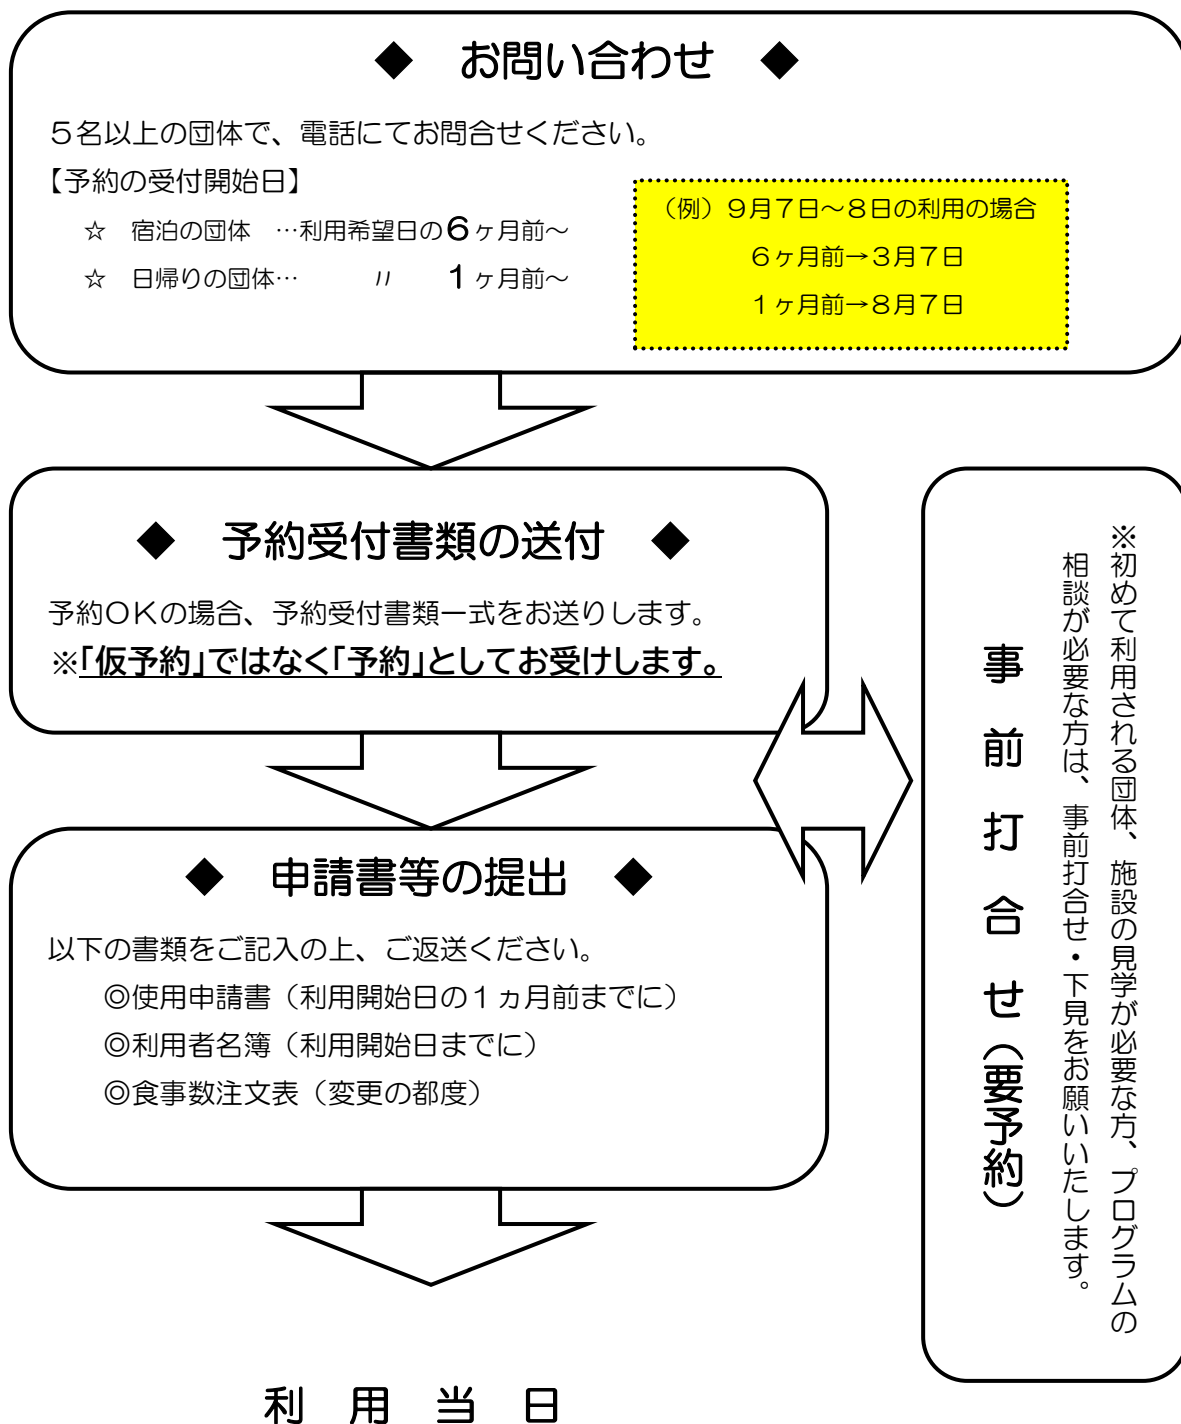 ◆　お問い合わせ　◆
５名以上の団体で、電話にてお問合せください。
【予約の受付開始日】
☆　宿泊の団体　…利用希望日の６ヶ月前～
☆　日帰りの団体…　　〃　　１ヶ月前～
（例）９月７日～８日の利用の場合
６ヶ月前→３月７日
１ヶ月前→８月７日
◆　予約受付書類の送付　◆
予約ＯＫの場合、予約受付書類一式をお送りします。
※「仮予約」ではなく「予約」としてお受けします。
◆　申請書等の提出　◆
以下の書類をご記入の上、ご返送ください。
◎使用申請書（利用開始日の１ヵ月前までに）
◎利用者名簿（利用開始日までに）
◎食事数注文表（変更の都度）
※初めて利用される団体、施設の見学が必要な方、プログラムの
相談が必要な方は、事前打合せ・下見をお願いいたします。
事前打合せ（要予約）
利　用　当　日